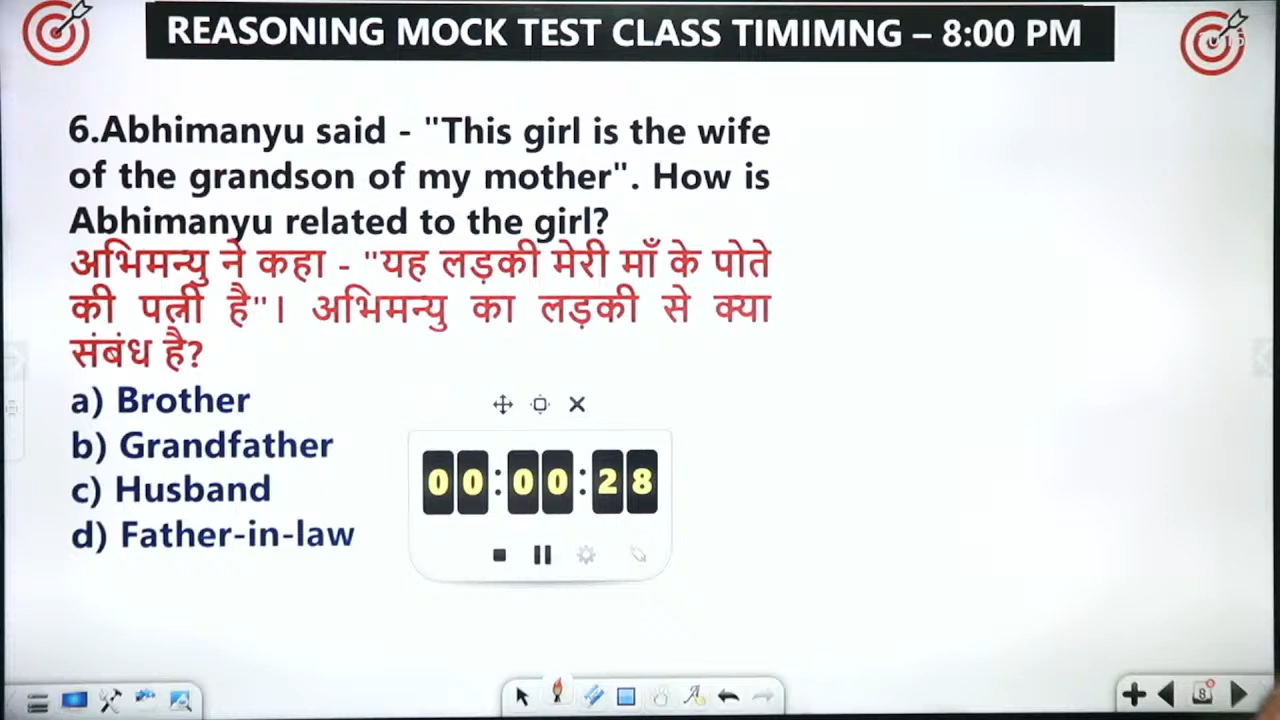 REASONING MOCK TEST CLASS TIMIMNG – 8:00 PM
6.Abhimanyu said - "This girl is the wife
of the grandson of my mother". How is
Abhimanyu related to the girl?
अभिमन्यु ने कहा - "यह लड़की मेरी माँ के पोते
की पत्नी है"। अभिमन्यु का लड़की से क्या
संबंध है?
a) Brother
b) Grandfather
c) Husband
d) Father-in-law
00:00:28
8